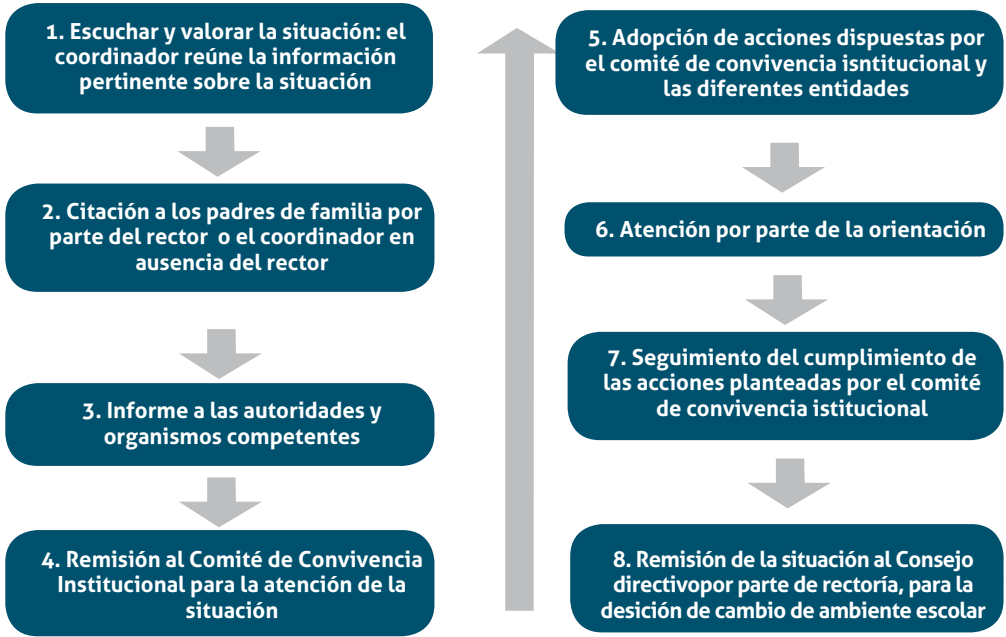 1. Escuchar y valorar la situación: el
coordinador reúne la información
pertinente sobre la situación
2. Citación a los padres de familia por
parte del rector o el coordinador en
ausencia del rector
3. Informe a las autoridades y
organismos competentes
4. Remisión al Comité de Convivencia
Institucional para la atención de la
situación
5. Adopción de acciones dispuestas por
el comité de convivencia isntitucional y
las diferentes entidades
6. Atención por parte de la orientación
7. Seguimiento del cumplimiento de
las acciones planteadas por el comité
de convivencia istitucional
8. Remisión de la situación al Consejo
directivopor parte de rectoría, para la
desición de cambio de ambiente escolar